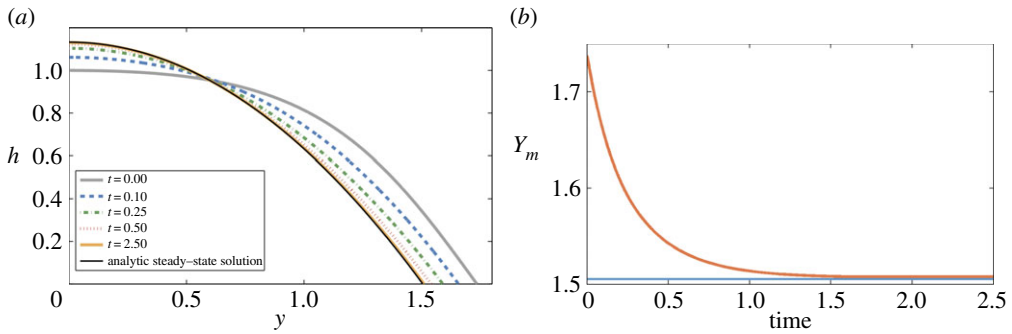 (a)
1.0
0.8
h
0.6
0.4
0.2
t = 0.00
t = 0.10
t = 0.25
t = 0.50
t = 2.50
analytic steady–state solution
0
0.5
1.0
1.5
y
(b)
1.7
Ym
1.6
1.5
0
0.5
1.0
1.5
2.0
2.5
time